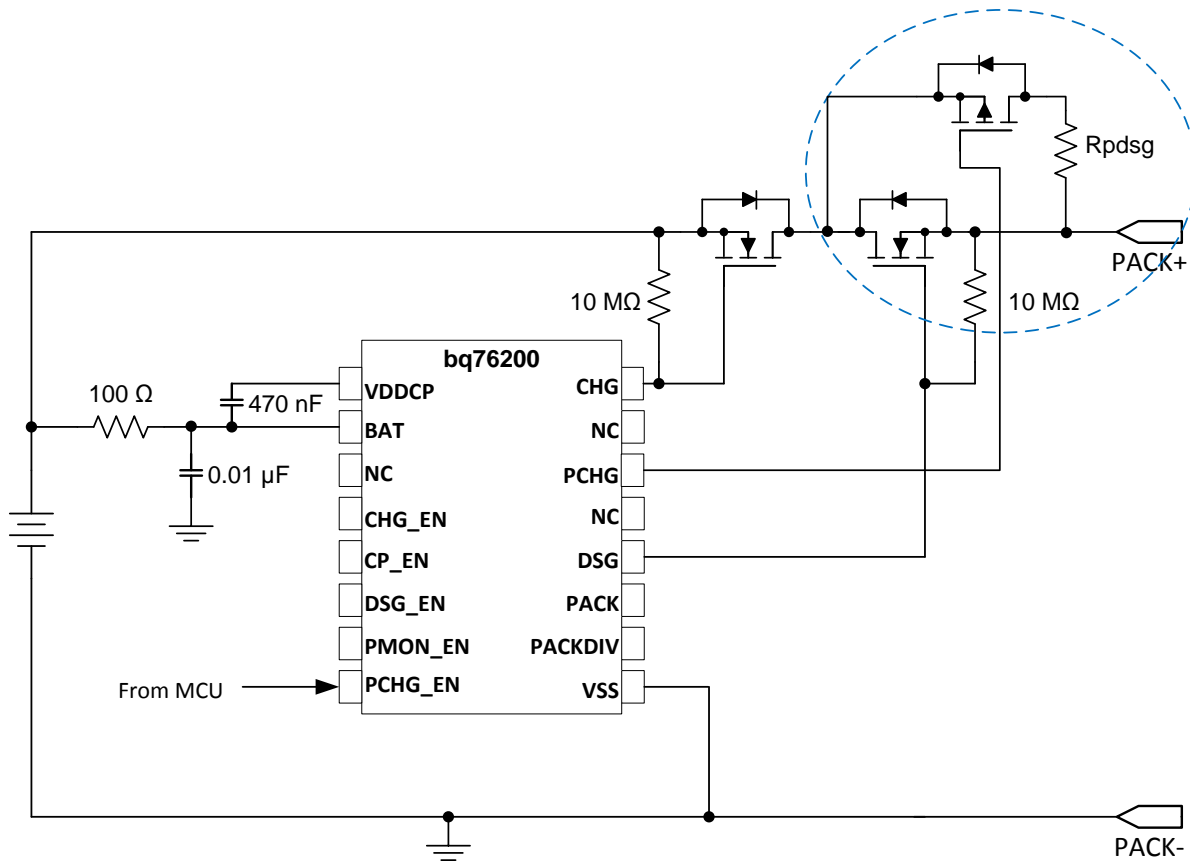 Rpdsg
PACK+
10 MΩ
10 MΩ
bq76200
100 Ω
470 nF
0.01 µF
VDDCP
BAT
NC
CHG_EN
CP_EN
DSG_EN
PMON_EN
PCHG_EN
CHG
NC
PCHG
NC
DSG
PACK
PACKDIV
VSS
From MCU
PACK-